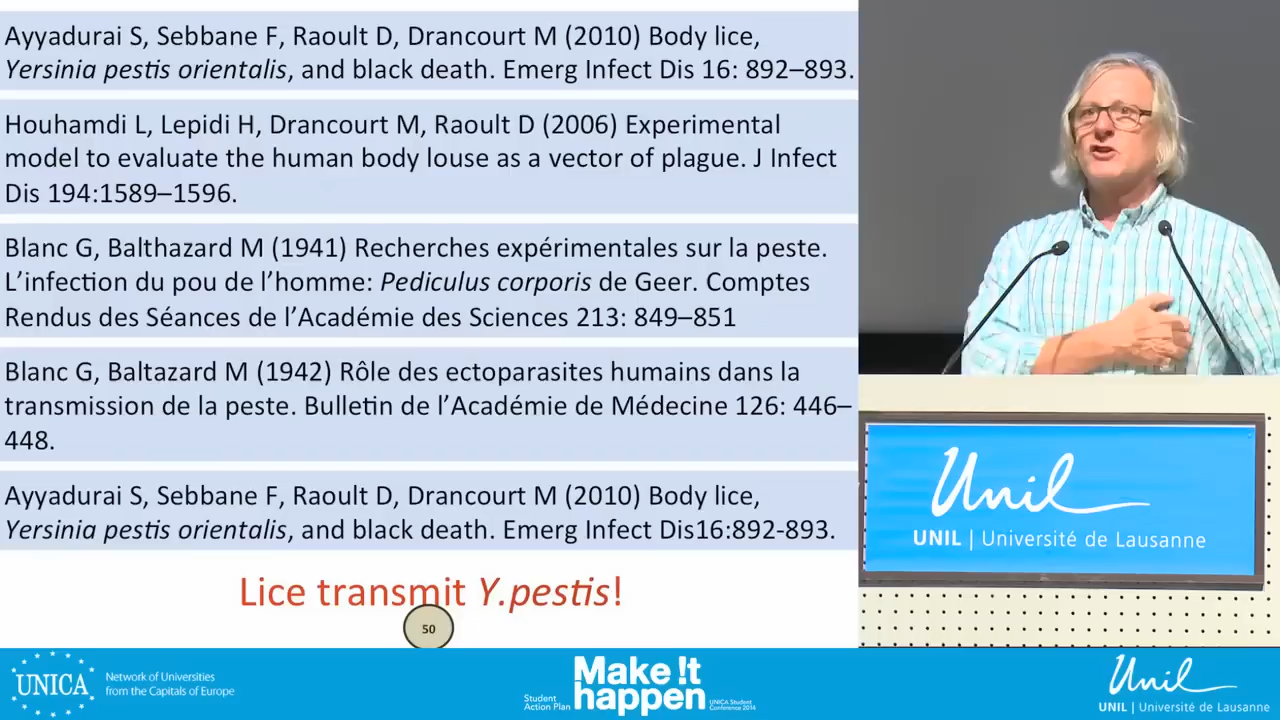 Ayyadurai S, Sebbane F, Raoult D, Drancourt M (2010) Body lice,
Yersinia pestis orientalis, and black death. Emerg Infect Dis 16: 892–893.
Houhamdi L, Lepidi H, Drancourt M, Raoult D (2006) Experimental
model to evaluate the human body louse as a vector of plague. J Infect
Dis 194:1589–1596.
Blanc G, Balthazard M (1941) Recherches expérimentales sur la peste.
L’infection du pou de l’homme: Pediculus corporis de Geer. Comptes
Rendus des Séances de l’Académie des Sciences 213: 849–851
Blanc G, Baltazard M (1942) Rôle des ectoparasites humains dans la
transmission de la peste. Bulletin de l’Académie de Médecine 126: 446–
448.
Ayyadurai S, Sebbane F, Raoult D, Drancourt M (2010) Body lice,
Yersinia pestis orientalis, and black death. Emerg Infect Dis16:892-893.
Lice transmit Y.pestis!
50
Unil
UNIL | Université de Lausanne
UNICA
Network of Universities
from the Capitals of Europe
Student
Action Plan
Make !t
happen
UNICA Student
Conference 2014
Unil
UNIL | Université de Lausanne